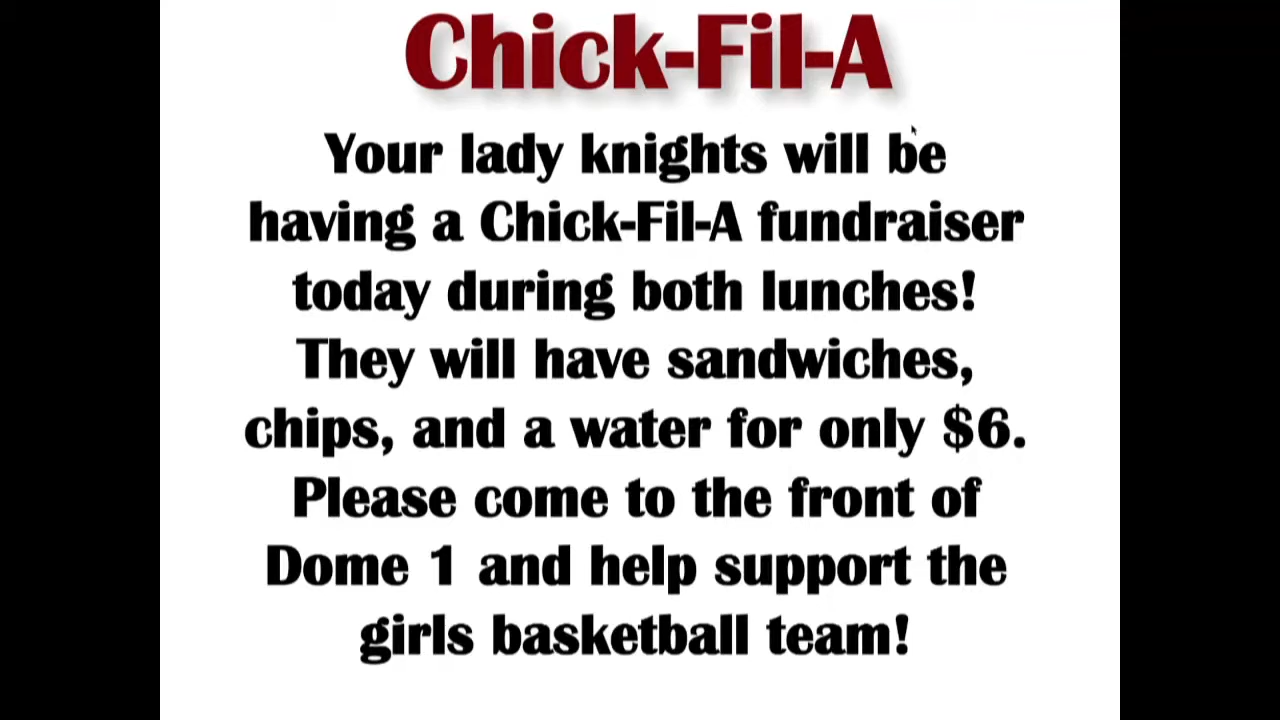 Chick-Fil-A
Your lady knights will be
having a Chick-Fil-A fundraiser
today during both lunches!
They will have sandwiches,
chips, and a water for only $6.
Please come to the front of
Dome 1 and help support the
girls basketball team!